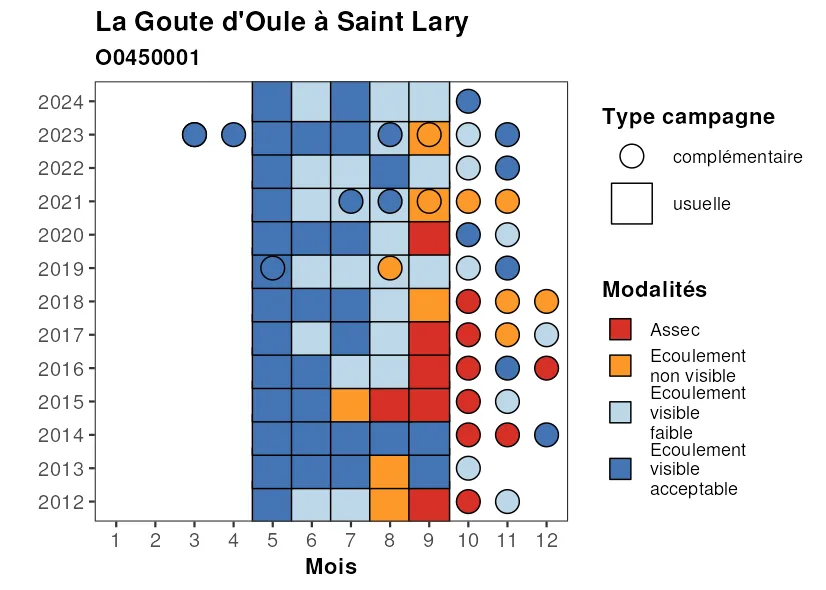 La Goute d'Oule à Saint Lary
O0450001
2024
2023
2022
2021
2020
2019
2018
2017
2016
2015
2014
2013
2012
1 2 3 4 5 6 7 8 9 10 11 12
Mois
Type campagne
complémentaire
usuelle
Modalités
Assec
Ecoulement
non visible
Ecoulement
visible
faible
Ecoulement
visible
acceptable